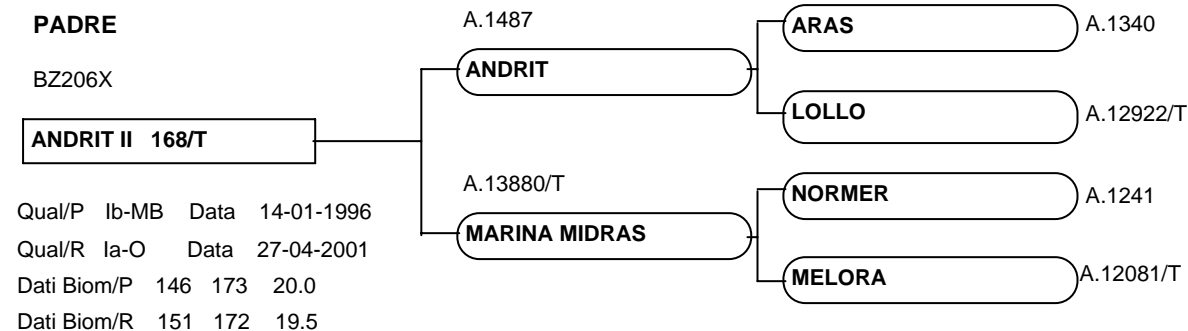 PADRE
BZ206X
ANDRIT II 168/T
Qual/P Ib-MB Data 14-01-1996
Qual/R Ia-O Data 27-04-2001
Dati Biom/P 146 173 20.0
Dati Biom/R 151 172 19.5
A.1487
ANDRIT
A.13880/T
MARINA MIDRAS
ARAS A.1340
LOLLO A.12922/T
NORMER A.1241
MELORA A.12081/T